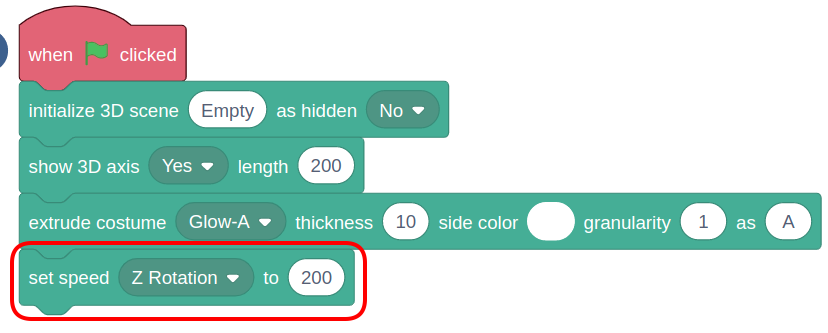 when clicked
initialize 3D scene Empty as hidden No
show 3D axis Yes length 200
extrude costume Glow-A thickness 10 side color granularity 1 as A
set speed Z Rotation to 200